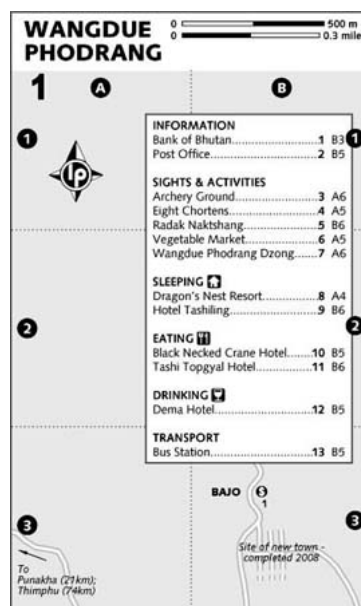 WANGDUE
PHODRANG
0 500 m
0 0.3 mile
1 A B
1
lp
INFORMATION
Bank of Bhutan..................1 B3
Post Office........................2 B5
SIGHTS & ACTIVITIES
Archery Ground................3 A6
Eight Chortens..................4 A5
Radak Naktshang..............5 B6
Vegetable Market..............6 A5
Wangdue Phodrang Dzong....7 A6
SLEEPING
Dragon's Nest Resort..........8 A4
Hotel Tashiling..................9 B6
EATING
Black Necked Crane Hotel......10 B5
Tashi Topgyal Hotel............11 B6
DRINKING
Dema Hotel....................12 B5
TRANSPORT
Bus Station....................13 B5
1
2
2
BAJO
1
3
3
Site of new town -
completed 2008
To
Punakha (21km);
Thimphu (74km)